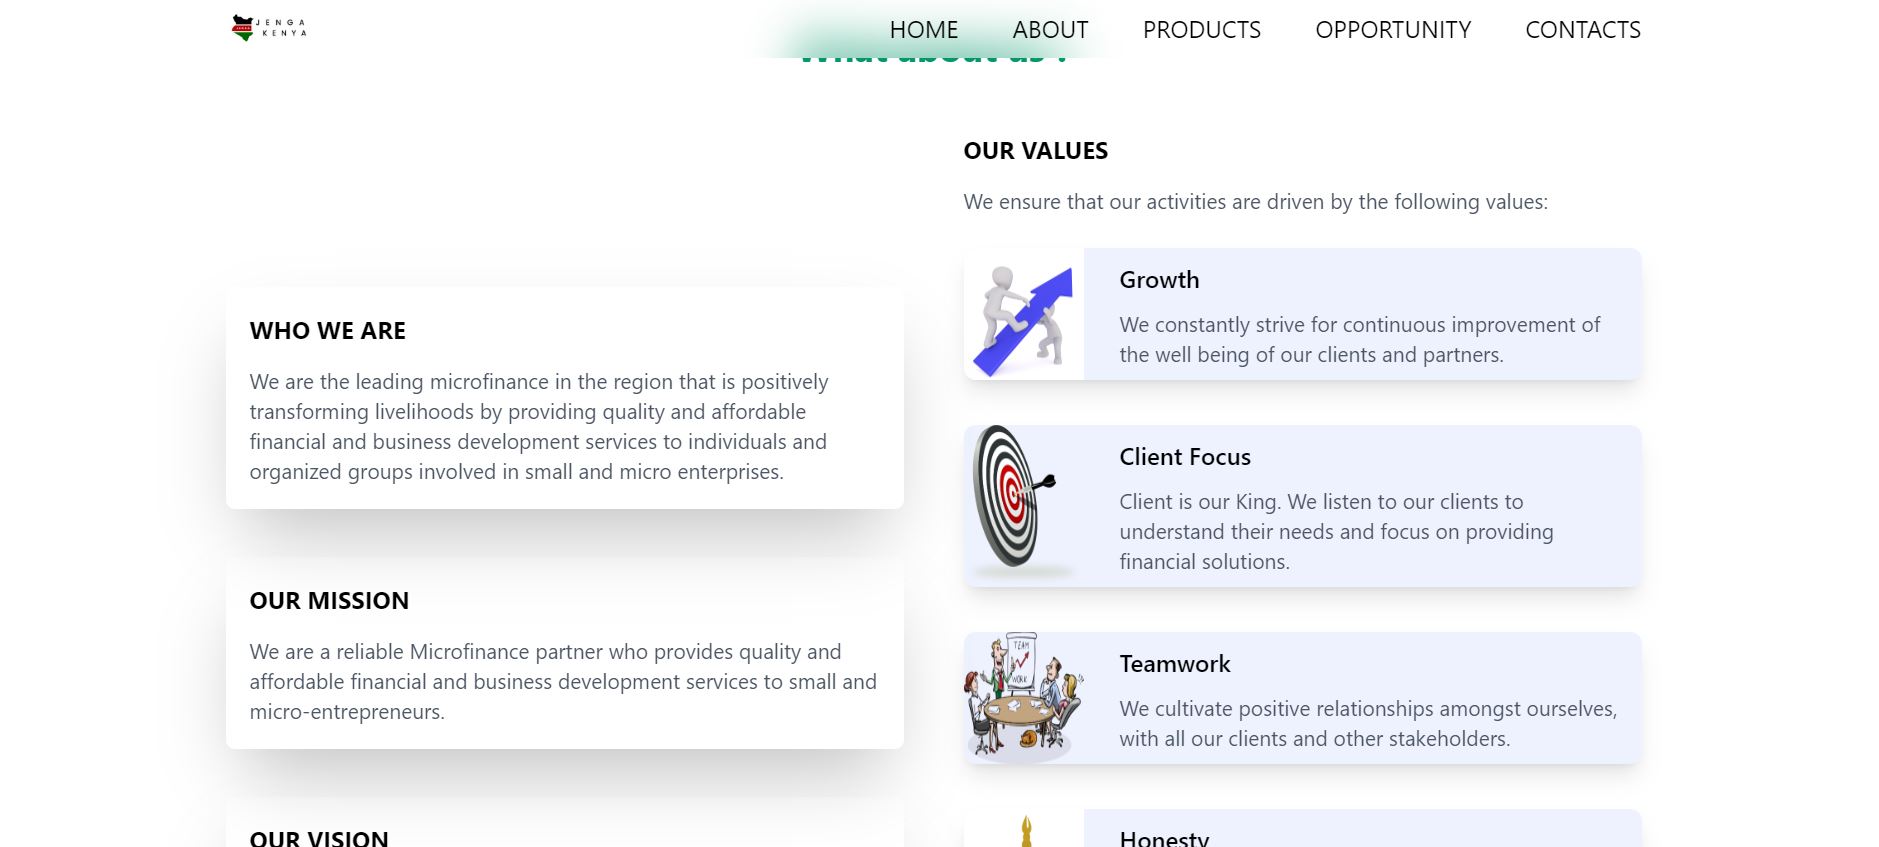 JENGA
KENYA
HOME
ABOUT
PRODUCTS
OPPORTUNITY
CONTACTS
What about us ?
WHO WE ARE
We are the leading microfinance in the region that is positively
transforming livelihoods by providing quality and affordable
financial and business development services to individuals and
organized groups involved in small and micro enterprises.
OUR MISSION
We are a reliable Microfinance partner who provides quality and
affordable financial and business development services to small and
micro-entrepreneurs.
OUR VISION
OUR VALUES
We ensure that our activities are driven by the following values:
Growth
We constantly strive for continuous improvement of
the well being of our clients and partners.
Client Focus
Client is our King. We listen to our clients to
understand their needs and focus on providing
financial solutions.
TEAM
WORK
Teamwork
We cultivate positive relationships amongst ourselves,
with all our clients and other stakeholders.
Honesty